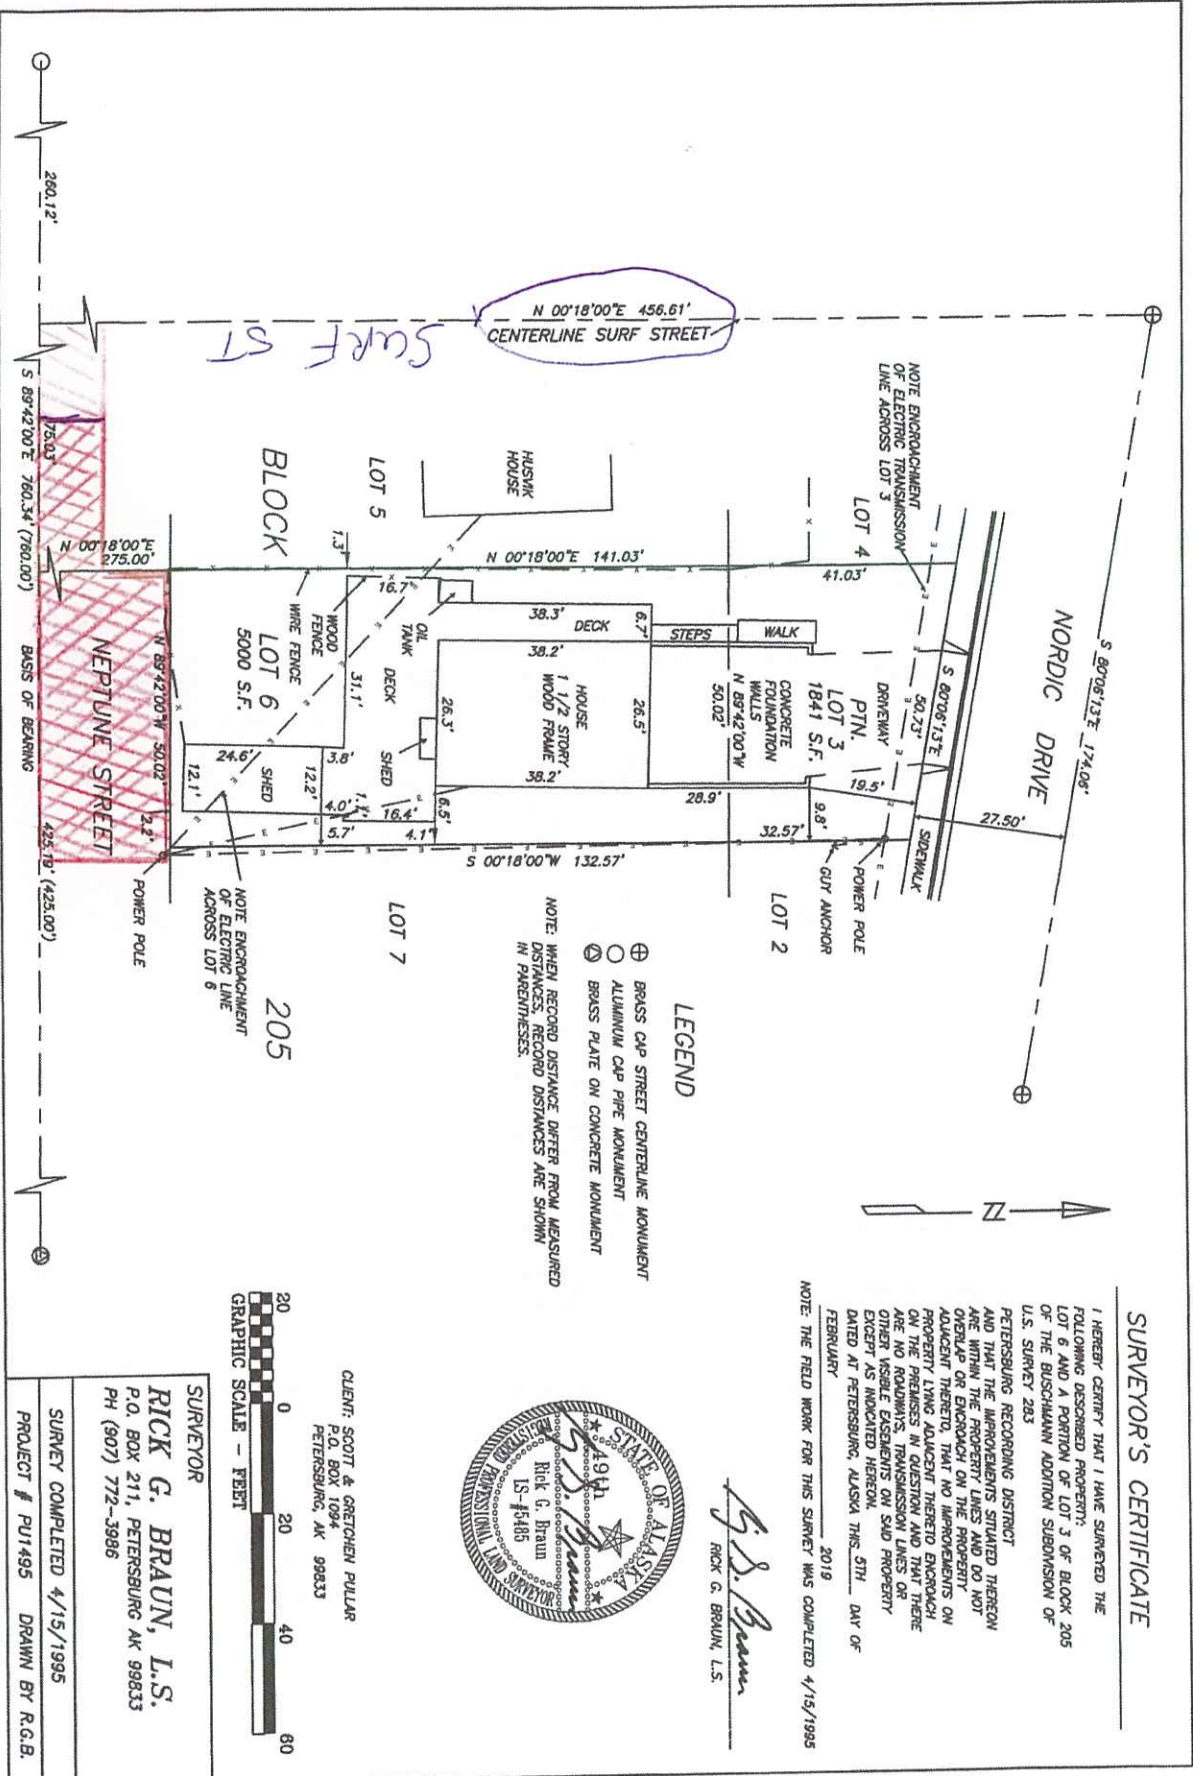 SURVEYOR'S CERTIFICATE
I HEREBY CERTIFY THAT I HAVE SURVEYED THE
FOLLOWING DESCRIBED PROPERTY:
LOT 6 AND A PORTION OF LOT 3 OF BLOCK 205
OF THE BUSCHMANN ADDITION SUBDIVISION OF
U.S. SURVEY 283
PETERSBURG RECORDING DISTRICT
AND THAT THE IMPROVEMENTS SITUATED THEREON
ARE WITHIN THE PROPERTY LINES AND DO NOT
OVERLAP OR ENCROACH ON THE PROPERTY
ADJACENT THERETO, THAT NO IMPROVEMENTS ON
PROPERTY LYING ADJACENT THERETO ENCROACH
ON THE PREMISES IN QUESTION AND THAT THERE
ARE NO ROADWAYS, TRANSMISSION LINES OR
OTHER VISIBLE EASEMENTS ON SAID PROPERTY
EXCEPT AS INDICATED HEREON.
DATED AT PETERSBURG, ALASKA THIS 5TH DAY OF
FEBRUARY 2019
NOTE: THE FIELD WORK FOR THIS SURVEY WAS COMPLETED 4/15/1995
RICK G. BRAUN, L.S.
STATE OF ALASKA
49th
Rick G. Braun
LS-#5485
REGISTERED PROFESSIONAL LAND SURVEYOR
CLIENT: SCOTT & GRETCHEN PULLAR
P.O. BOX 1094
PETERSBURG, AK 99833
20 0 20 40 60
GRAPHIC SCALE - FEET
SURVEYOR
RICK G. BRAUN, L.S.
P.O. BOX 211, PETERSBURG AK 99833
PH (907) 772-3986
SURVEY COMPLETED 4/15/1995
PROJECT # PU1495 DRAWN BY R.G.B.
N
LEGEND
BRASS CAP STREET CENTERLINE MONUMENT
ALUMINUM CAP PIPE MONUMENT
BRASS PLATE ON CONCRETE MONUMENT
NOTE: WHEN RECORD DISTANCE DIFFER FROM MEASURED
DISTANCES, RECORD DISTANCES ARE SHOWN
IN PARENTHESES.
S 80°06'13"E 174.06'
NORDIC DRIVE
27.50'
SIDEWALK
S 80°06'13"E
50.73'
NOTE ENCROACHMENT
OF ELECTRIC TRANSMISSION
LINE ACROSS LOT 3
LOT 4
41.03'
DRIVEWAY
19.5'
9.8'
POWER POLE
GUY ANCHOR
PTN.
LOT 3
1841 S.F.
32.57'
LOT 2
CONCRETE
FOUNDATION
WALLS
N 89°42'00"W
50.02'
WALK
STEPS
28.9'
N 00°18'00"E 456.61'
CENTERLINE SURF STREET
SURF ST
HUSVIK
HOUSE
N 00°18'00"E 141.03'
6.7'
26.5'
DECK
38.3'
38.2'
HOUSE
1 1/2 STORY
WOOD FRAME
38.2'
26.3'
S 00°18'00"W 132.57'
OIL
TANK
16.7'
DECK
31.1'
SHED
6.5'
4.1'
16.4'
1.1'
LOT 5
1.3'
LOT 7
BLOCK
205
WOOD
FENCE
WIRE FENCE
LOT 6
5000 S.F.
3.8'
4.0'
5.7'
12.2'
SHED
24.6'
12.1'
2.2'
NOTE ENCROACHMENT
OF ELECTRIC LINE
ACROSS LOT 6
N 89°42'00"W 50.02'
POWER POLE
N 00°18'00"E
275.00'
NEPTUNE STREET
260.12'
75.03'
S 89°42'00"E 760.34' (760.00')
BASIS OF BEARING
425.19' (425.00')